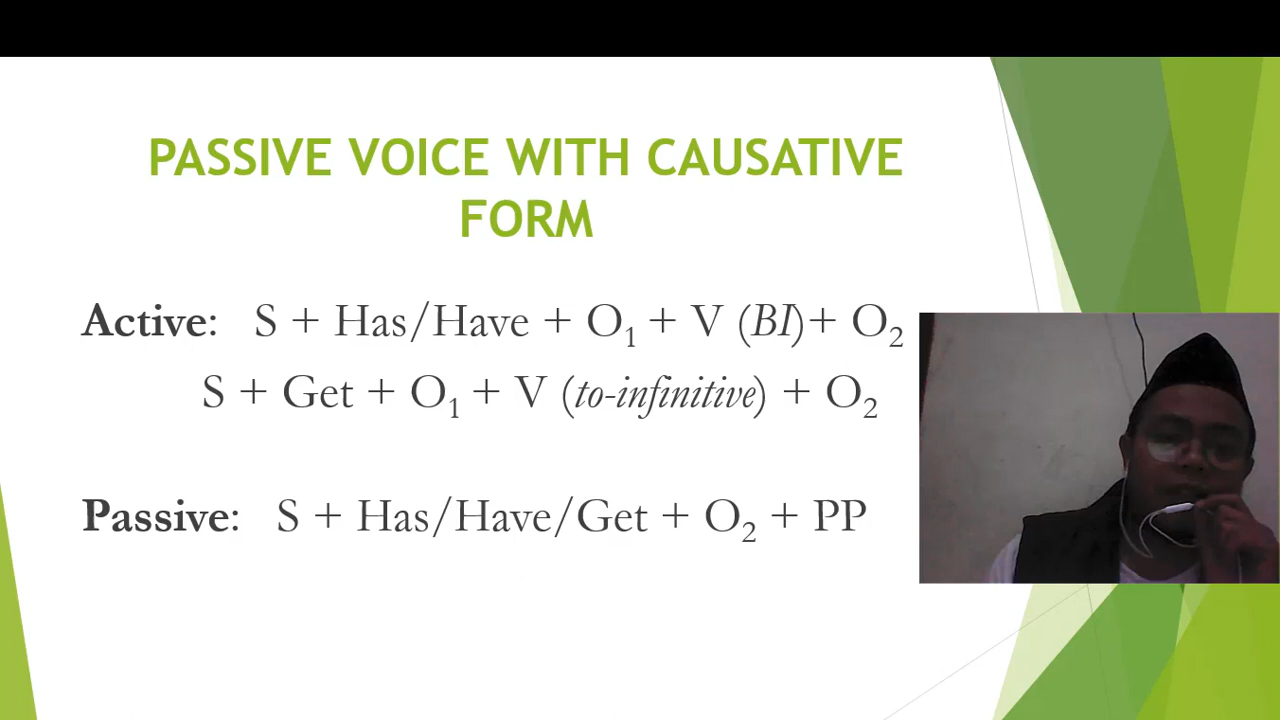 PASSIVE VOICE WITH CAUSATIVE
FORM
Active: S + Has/Have + O₁ + V (BI)+ O₂
S + Get + O₁ + V (to-infinitive) + O₂
Passive: S + Has/Have/Get + O₂ + PP